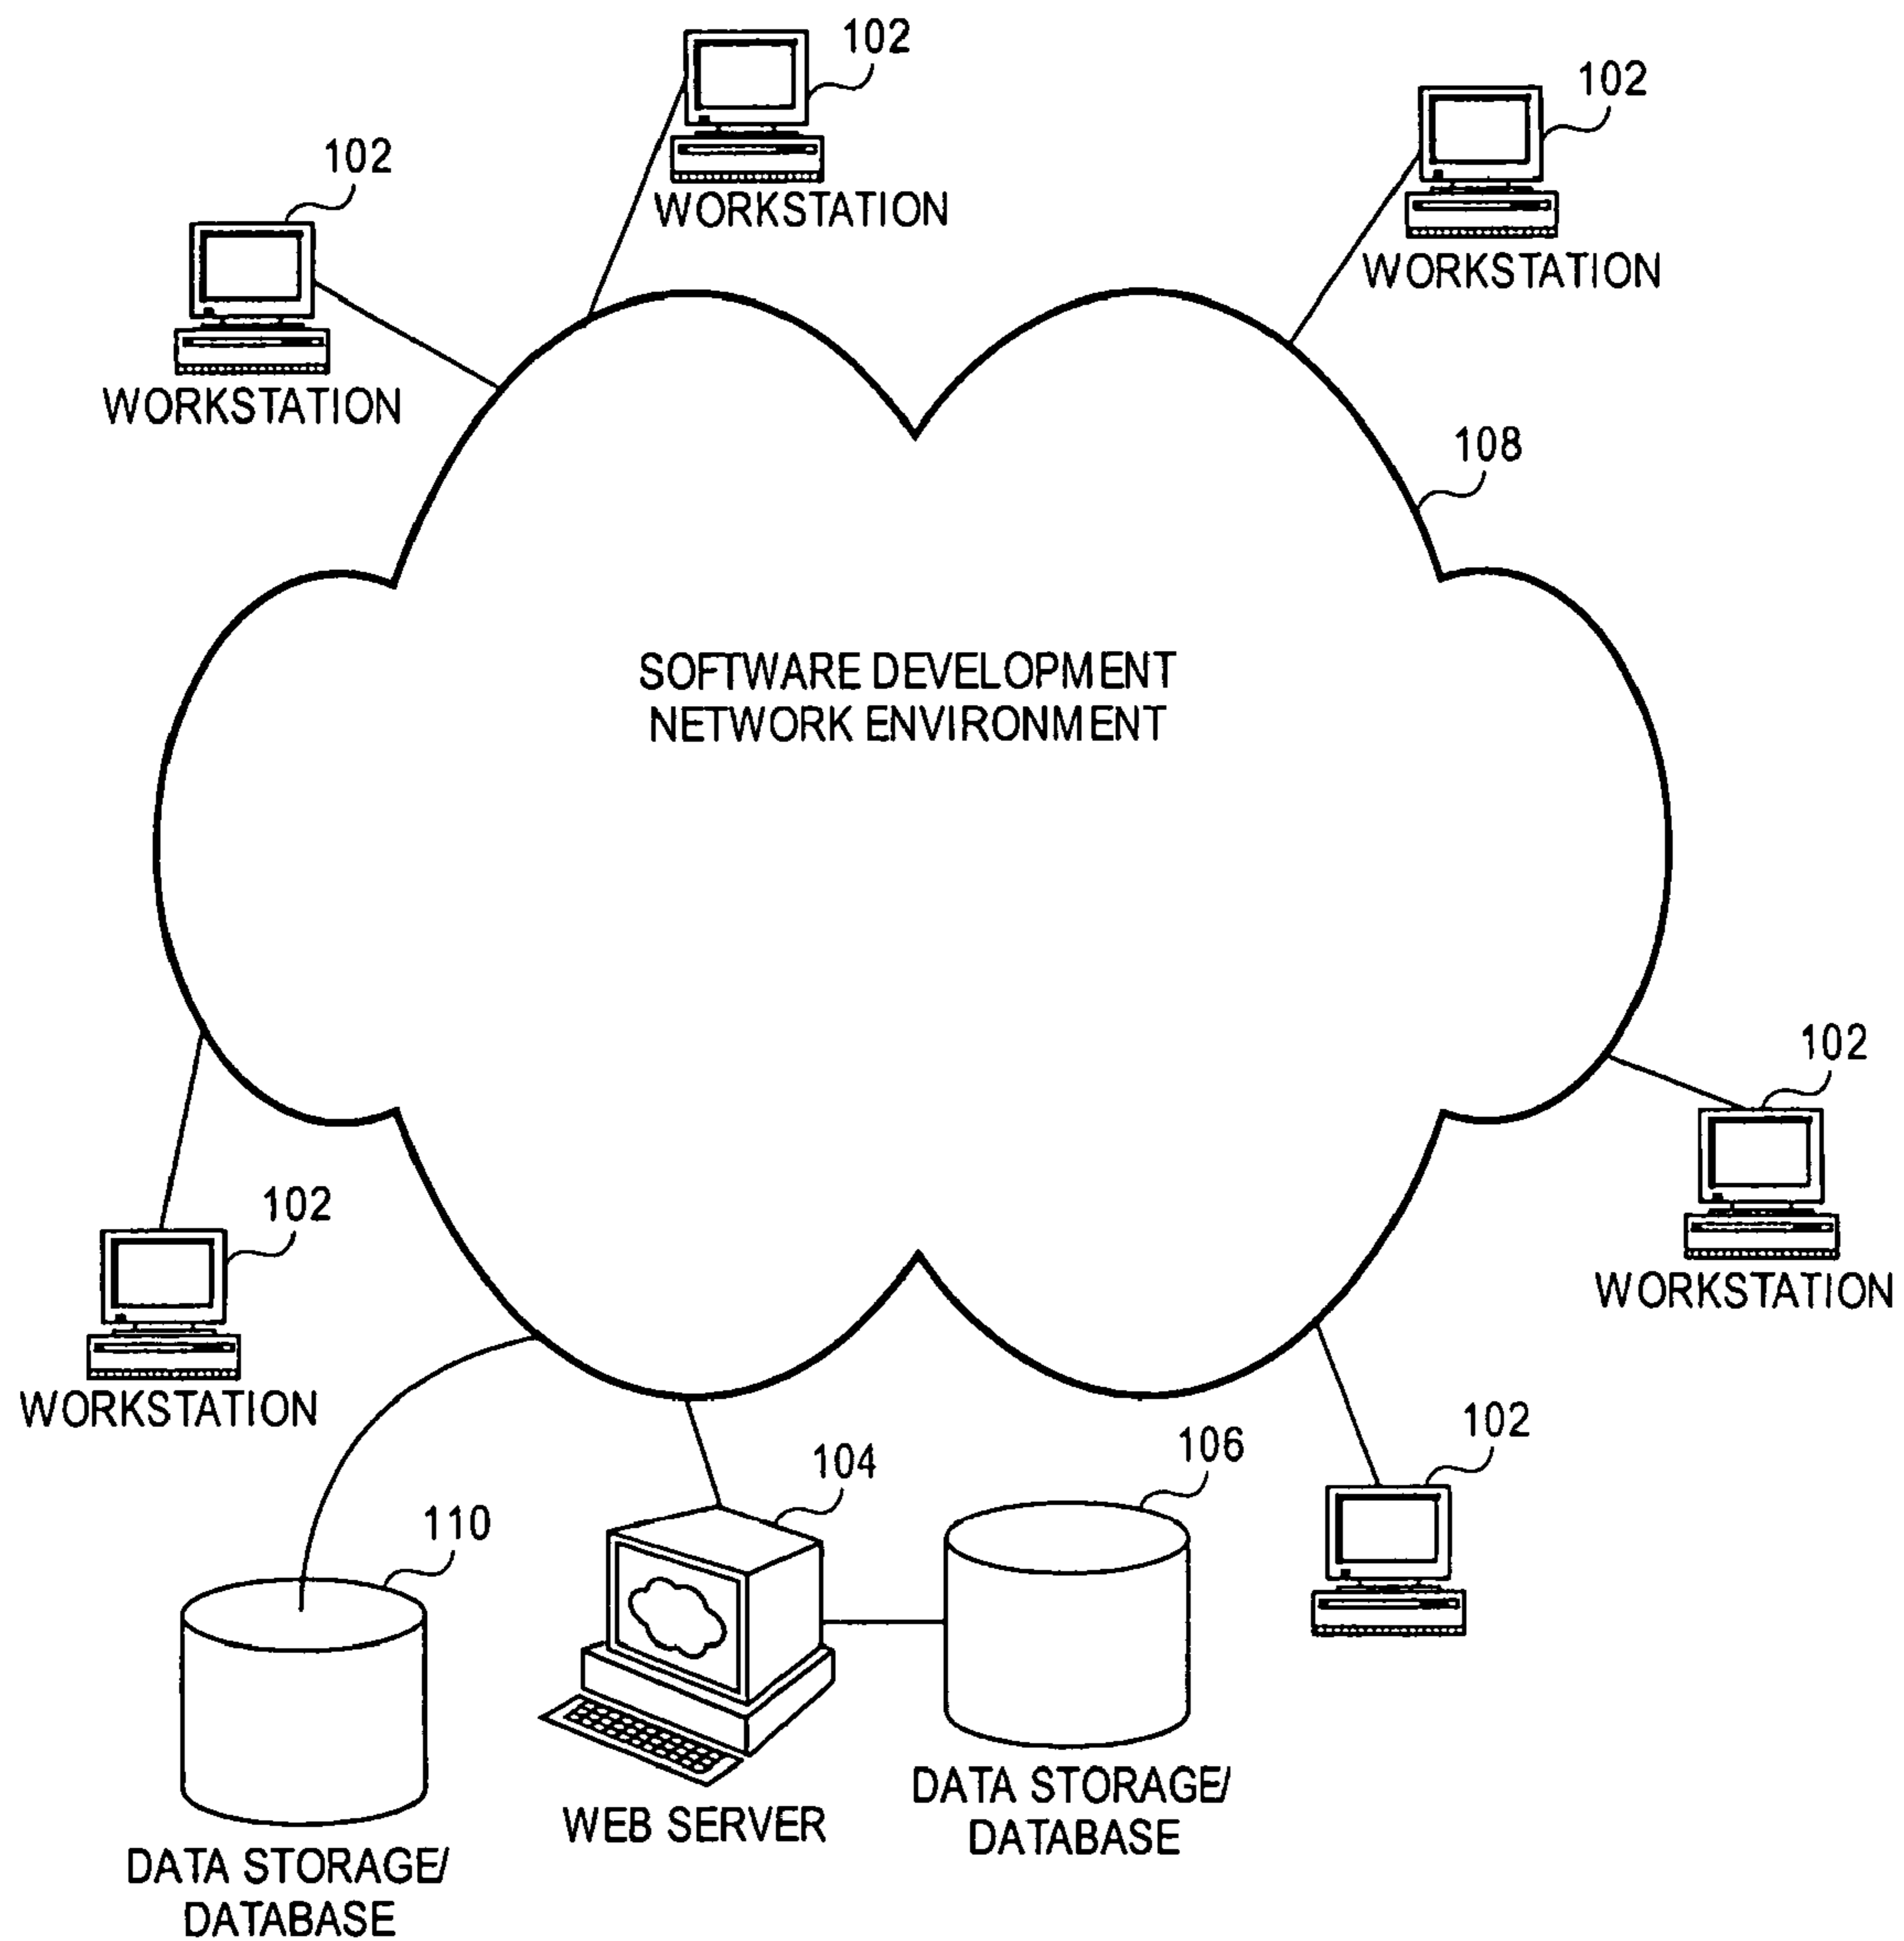 102
WORKSTATION
102
WORKSTATION
102
WORKSTATION
108
SOFTWARE DEVELOPMENT
NETWORK ENVIRONMENT
102
WORKSTATION
102
WORKSTATION
102
104
WEB SERVER
106
DATA STORAGE/
DATABASE
110
DATA STORAGE/
DATABASE